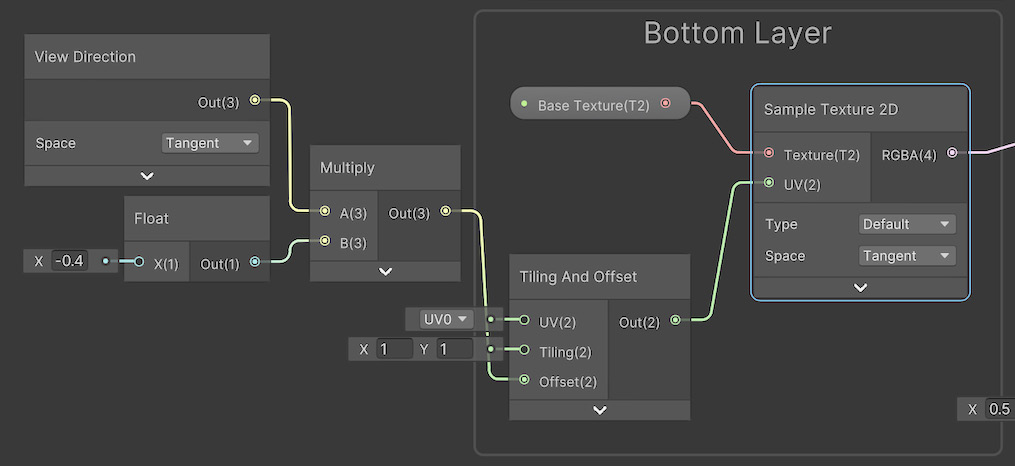 Bottom Layer
View Direction
Out(3)
Space Tangent
Base Texture(T2)
Sample Texture 2D
Texture(T2) RGBA(4)
UV(2)
Type Default
Space Tangent
Multiply
A(3) Out(3)
B(3)
Float
X -0.4 X(1) Out(1)
Tiling And Offset
UV0 UV(2) Out(2)
X 1 Y 1 Tiling(2)
Offset(2)
X 0.5